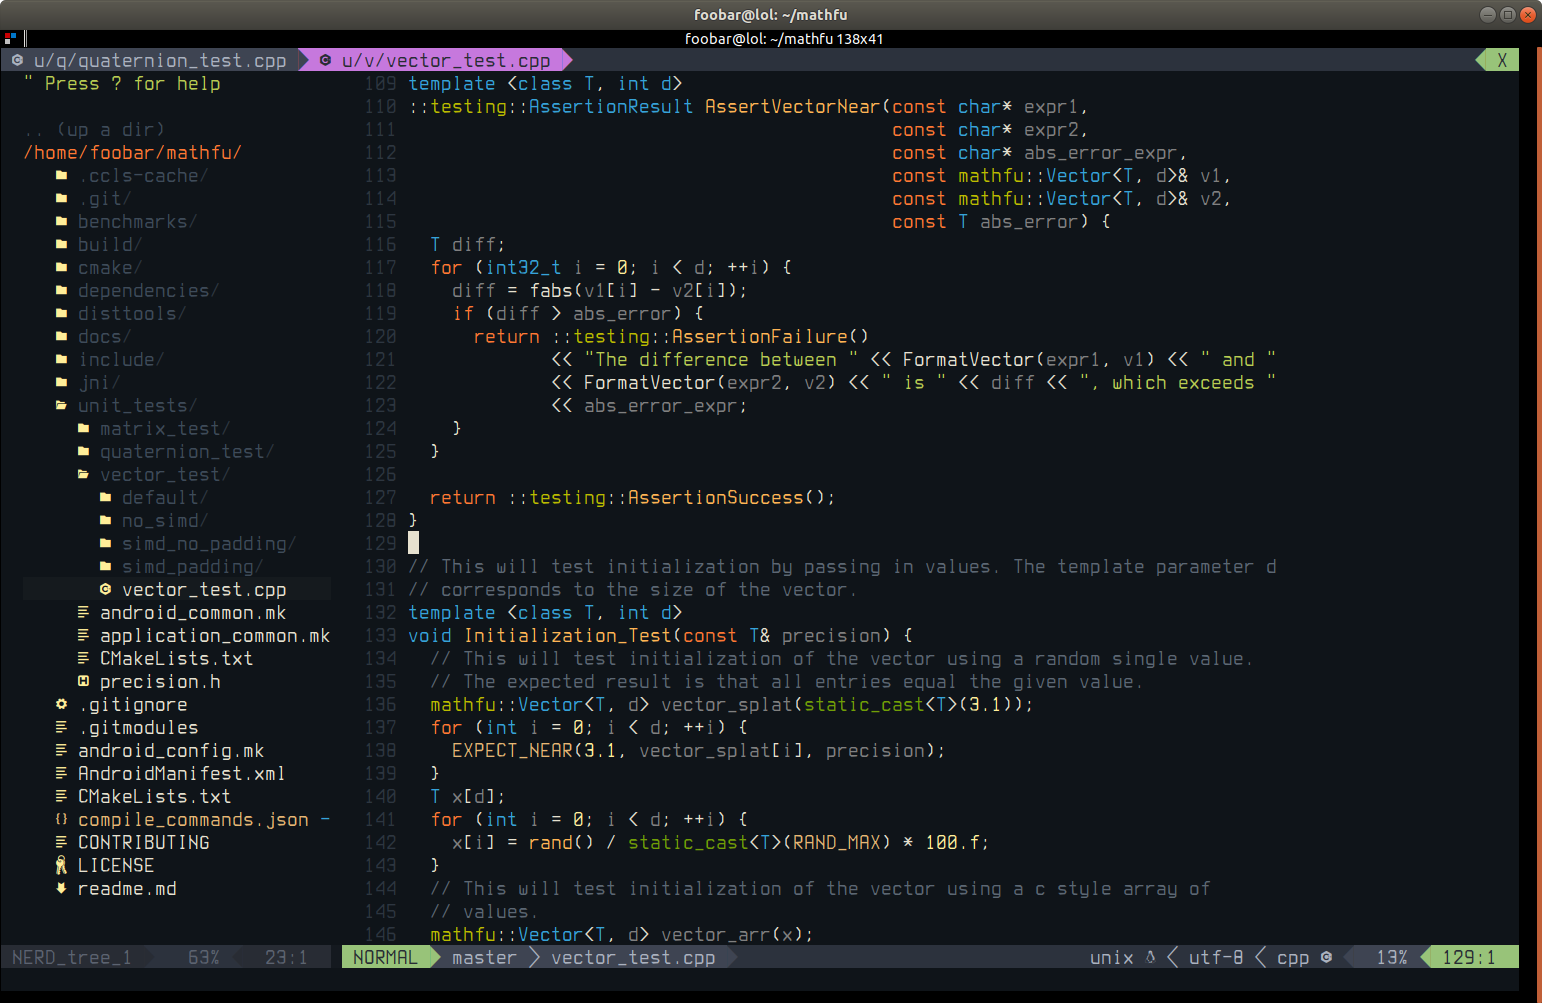 foobar@lol: ~/mathfu
foobar@lol: ~/mathfu 138x41
u/q/quaternion_test.cpp u/v/vector_test.cpp X
" Press ? for help
.. (up a dir)
/home/foobar/mathfu/
.ccls-cache/
.git/
benchmarks/
build/
cmake/
dependencies/
disttools/
docs/
include/
jni/
unit_tests/
matrix_test/
quaternion_test/
vector_test/
default/
no_simd/
simd_no_padding/
simd_padding/
vector_test.cpp
android_common.mk
application_common.mk
CMakeLists.txt
precision.h
.gitignore
.gitmodules
android_config.mk
AndroidManifest.xml
CMakeLists.txt
{} compile_commands.json -
CONTRIBUTING
LICENSE
readme.md
109 template <class T, int d>
110 ::testing::AssertionResult AssertVectorNear(const char* expr1,
111 const char* expr2,
112 const char* abs_error_expr,
113 const mathfu::Vector<T, d>& v1,
114 const mathfu::Vector<T, d>& v2,
115 const T abs_error) {
116 T diff;
117 for (int32_t i = 0; i < d; ++i) {
118 diff = fabs(v1[i] - v2[i]);
119 if (diff > abs_error) {
120 return ::testing::AssertionFailure()
121 << "The difference between " << FormatVector(expr1, v1) << " and "
122 << FormatVector(expr2, v2) << " is " << diff << ", which exceeds "
123 << abs_error_expr;
124 }
125 }
126
127 return ::testing::AssertionSuccess();
128 }
129
130 // This will test initialization by passing in values. The template parameter d
131 // corresponds to the size of the vector.
132 template <class T, int d>
133 void Initialization_Test(const T& precision) {
134 // This will test initialization of the vector using a random single value.
135 // The expected result is that all entries equal the given value.
136 mathfu::Vector<T, d> vector_splat(static_cast<T>(3.1));
137 for (int i = 0; i < d; ++i) {
138 EXPECT_NEAR(3.1, vector_splat[i], precision);
139 }
140 T x[d];
141 for (int i = 0; i < d; ++i) {
142 x[i] = rand() / static_cast<T>(RAND_MAX) * 100.f;
143 }
144 // This will test initialization of the vector using a c style array of
145 // values.
146 mathfu::Vector<T, d> vector_arr(x);
NERD_tree_1 63% 23:1 NORMAL master vector_test.cpp unix utf-8 cpp 13% 129:1